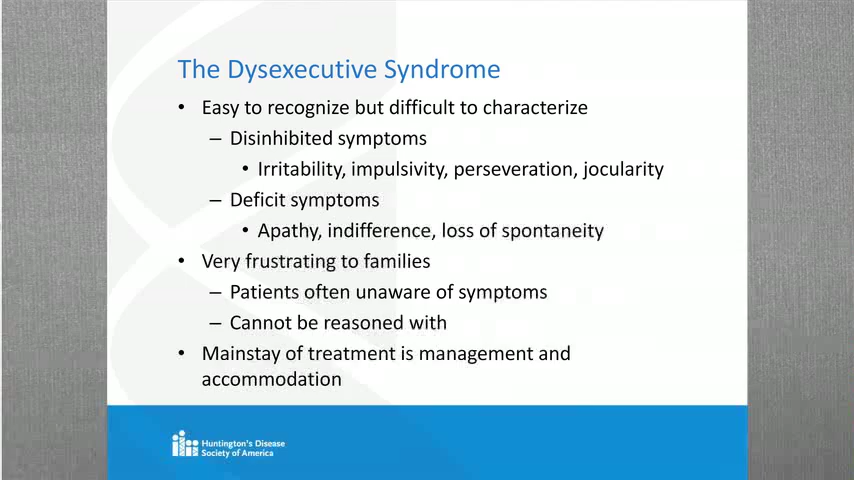 The Dysexecutive Syndrome
• Easy to recognize but difficult to characterize
– Disinhibited symptoms
• Irritability, impulsivity, perseveration, jocularity
– Deficit symptoms
• Apathy, indifference, loss of spontaneity
• Very frustrating to families
– Patients often unaware of symptoms
– Cannot be reasoned with
• Mainstay of treatment is management and
accommodation
Huntington's Disease
Society of America